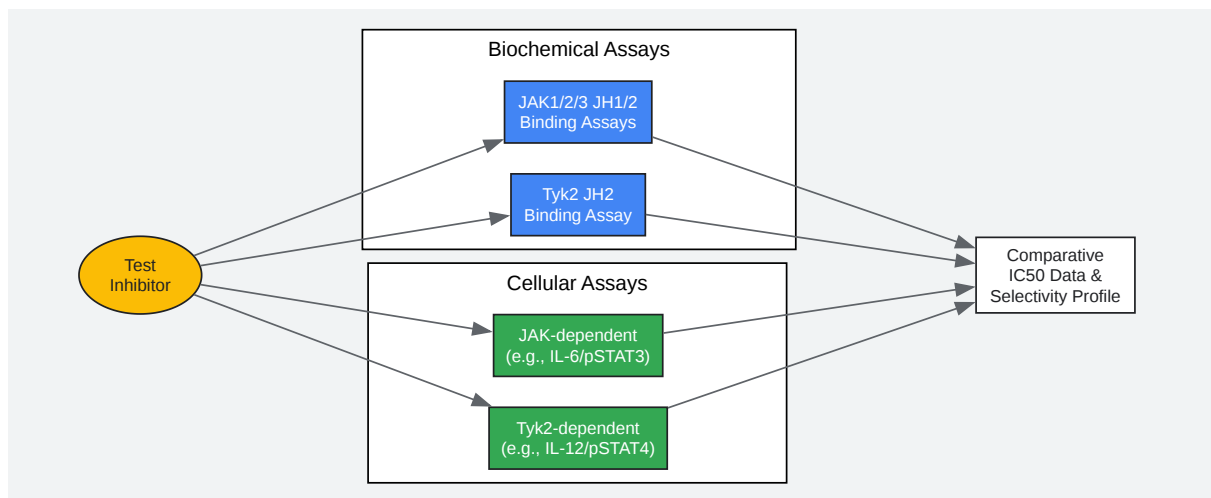 Biochemical Assays
JAK1/2/3 JH1/2
Binding Assays
Tyk2 JH2
Binding Assay
Test
Inhibitor
Cellular Assays
JAK-dependent
(e.g., IL-6/pSTAT3)
Tyk2-dependent
(e.g., IL-12/pSTAT4)
Comparative
IC50 Data &
Selectivity Profile